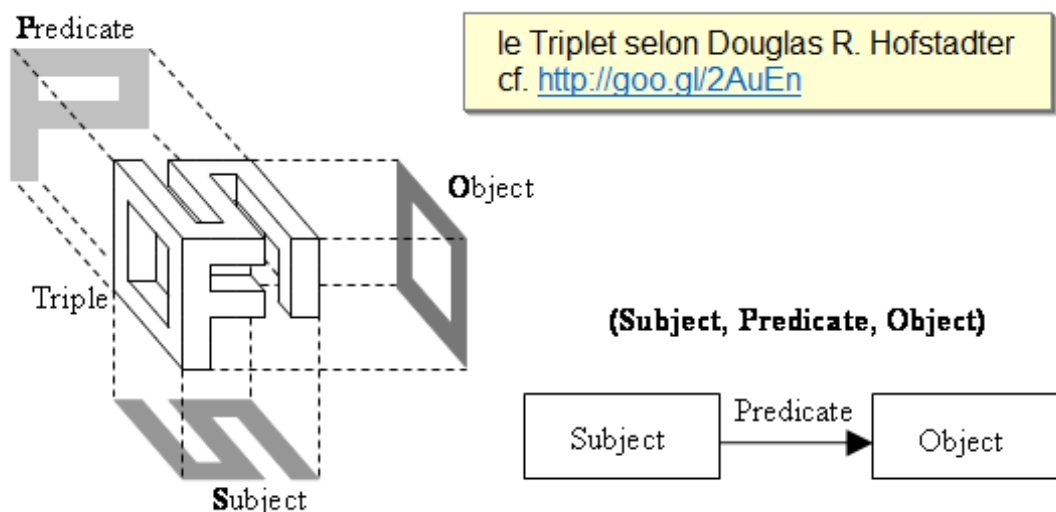 Predicate
le Triplet selon Douglas R. Hofstadter
cf. http://goo.gl/2AuEn
Object
Triple
(Subject, Predicate, Object)
Subject
Predicate
Object
Subject